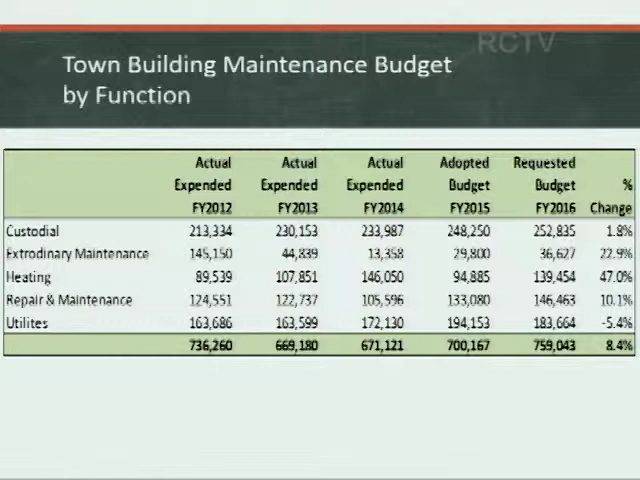 RCTV
Town Building Maintenance Budget
by Function
Actual Actual Actual Adopted Requested
Expended Expended Expended Budget Budget %
FY2012 FY2013 FY2014 FY2015 FY2016 Change
Custodial 213,334 230,153 233,987 248,250 252,835 1.8%
Extrodinary Maintenance 145,150 44,839 13,358 29,800 36,627 22.9%
Heating 89,539 107,851 146,050 94,885 139,454 47.0%
Repair & Maintenance 124,551 122,737 105,596 133,080 146,463 10.1%
Utilites 163,686 163,599 172,130 194,153 183,664 -5.4%
736,260 669,180 671,121 700,167 759,043 8.4%